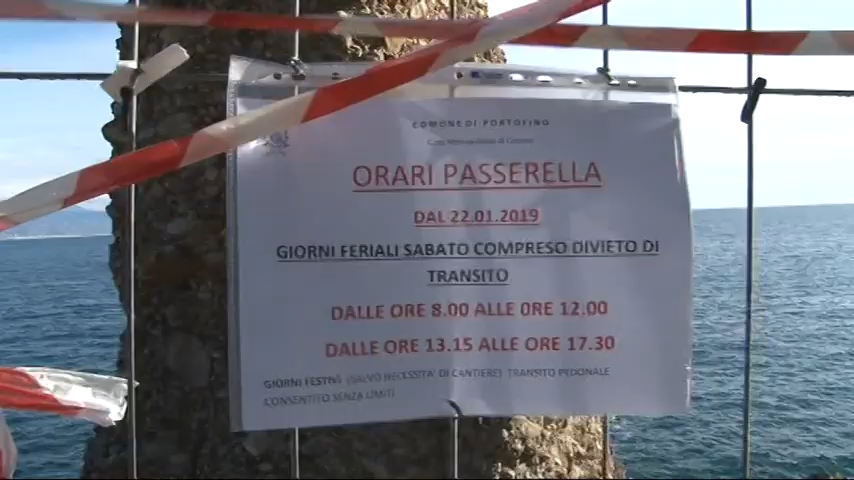 COMUNE DI PORTOFINO
Città Metropolitana di Genova
ORARI PASSERELLA
DAL 22.01.2019
GIORNI FERIALI SABATO COMPRESO DIVIETO DI
TRANSITO
DALLE ORE 8.00 ALLE ORE 12.00
DALLE ORE 13.15 ALLE ORE 17.30
GIORNI FESTIVI (SALVO NECESSITA' DI CANTIERE) TRANSITO PEDONALE
CONSENTITO SENZA LIMITI